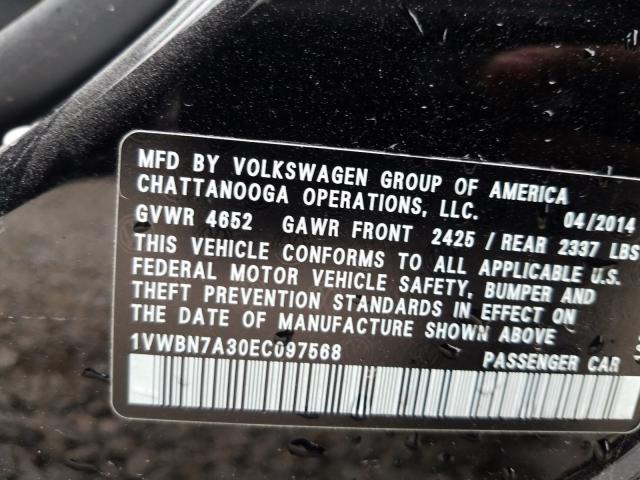 MFD BY VOLKSWAGEN GROUP OF AMERICA
CHATTANOOGA OPERATIONS, LLC. 04/2014
GVWR 4652 GAWR FRONT 2425 / REAR 2337 LBS
THIS VEHICLE CONFORMS TO ALL APPLICABLE U.S.
FEDERAL MOTOR VEHICLE SAFETY, BUMPER AND
THEFT PREVENTION STANDARDS IN EFFECT ON
THE DATE OF MANUFACTURE SHOWN ABOVE
1VWBN7A30EC097568 PASSENGER CAR